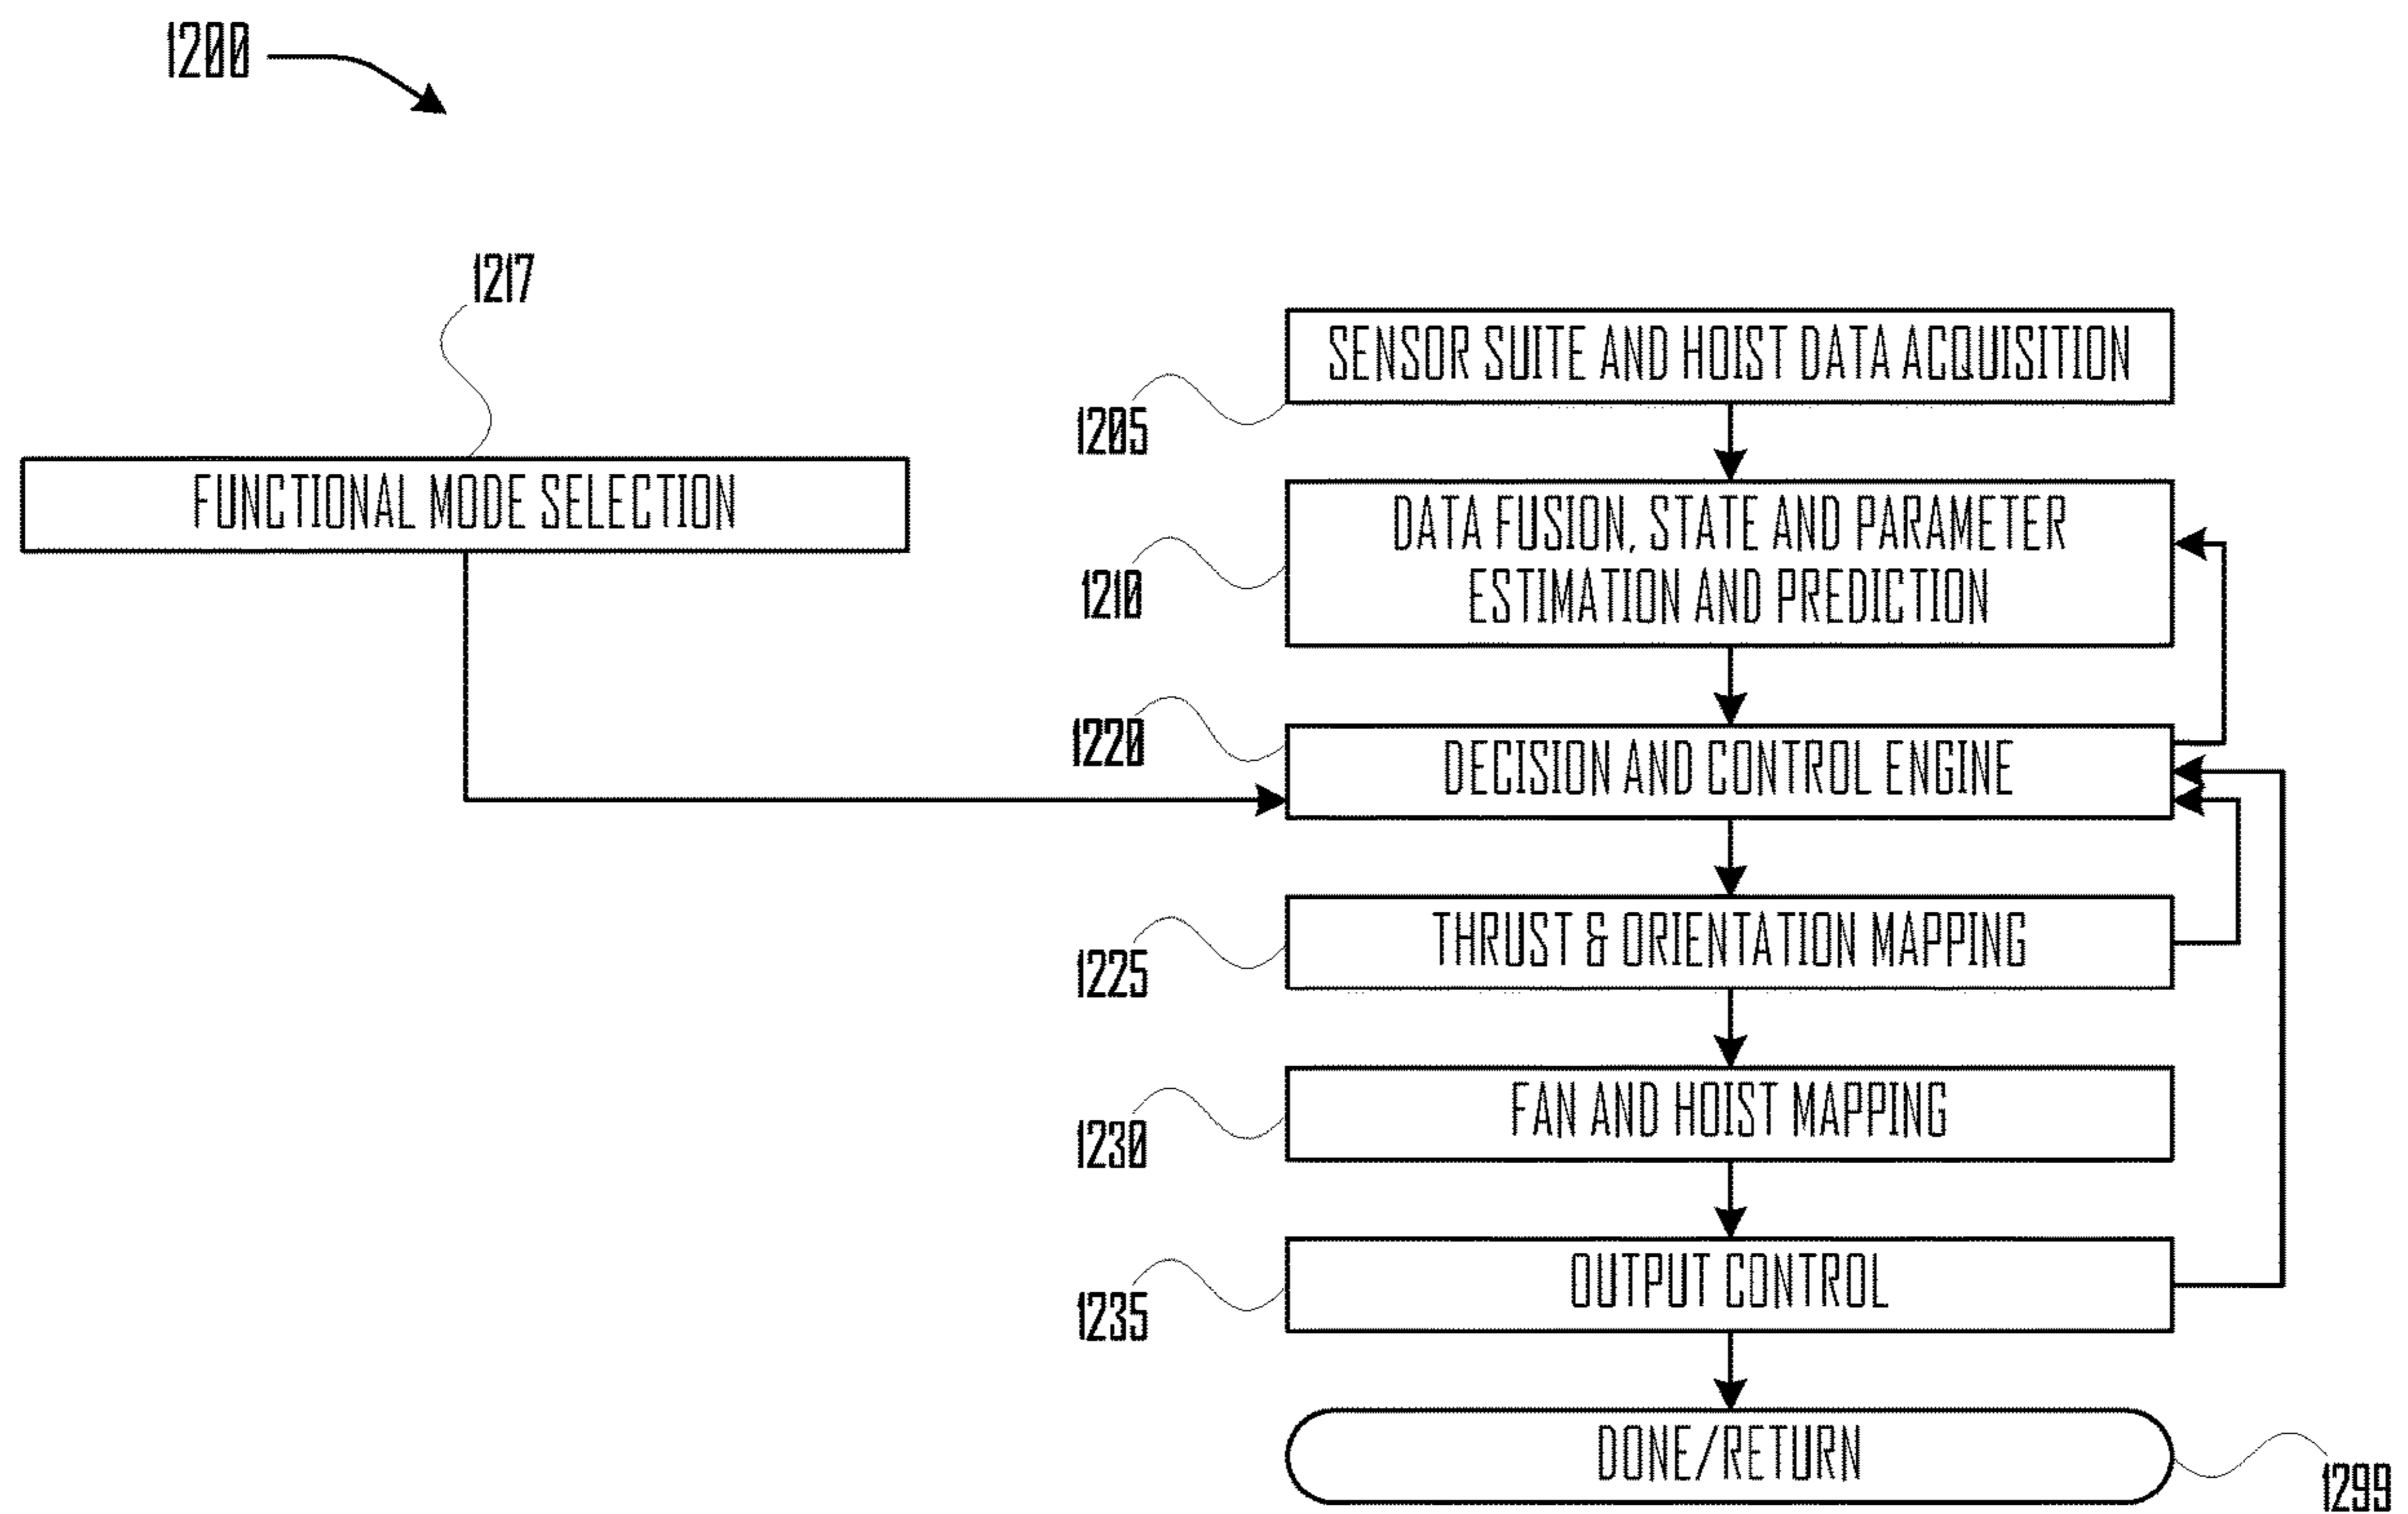 1200
1217
SENSOR SUITE AND HOIST DATA ACQUISITION
1205
FUNCTIONAL MODE SELECTION
DATA FUSION, STATE AND PARAMETER
ESTIMATION AND PREDICTION
1210
1220
DECISION AND CONTROL ENGINE
THRUST & ORIENTATION MAPPING
1225
FAN AND HOIST MAPPING
1230
OUTPUT CONTROL
1235
DONE/RETURN
1299